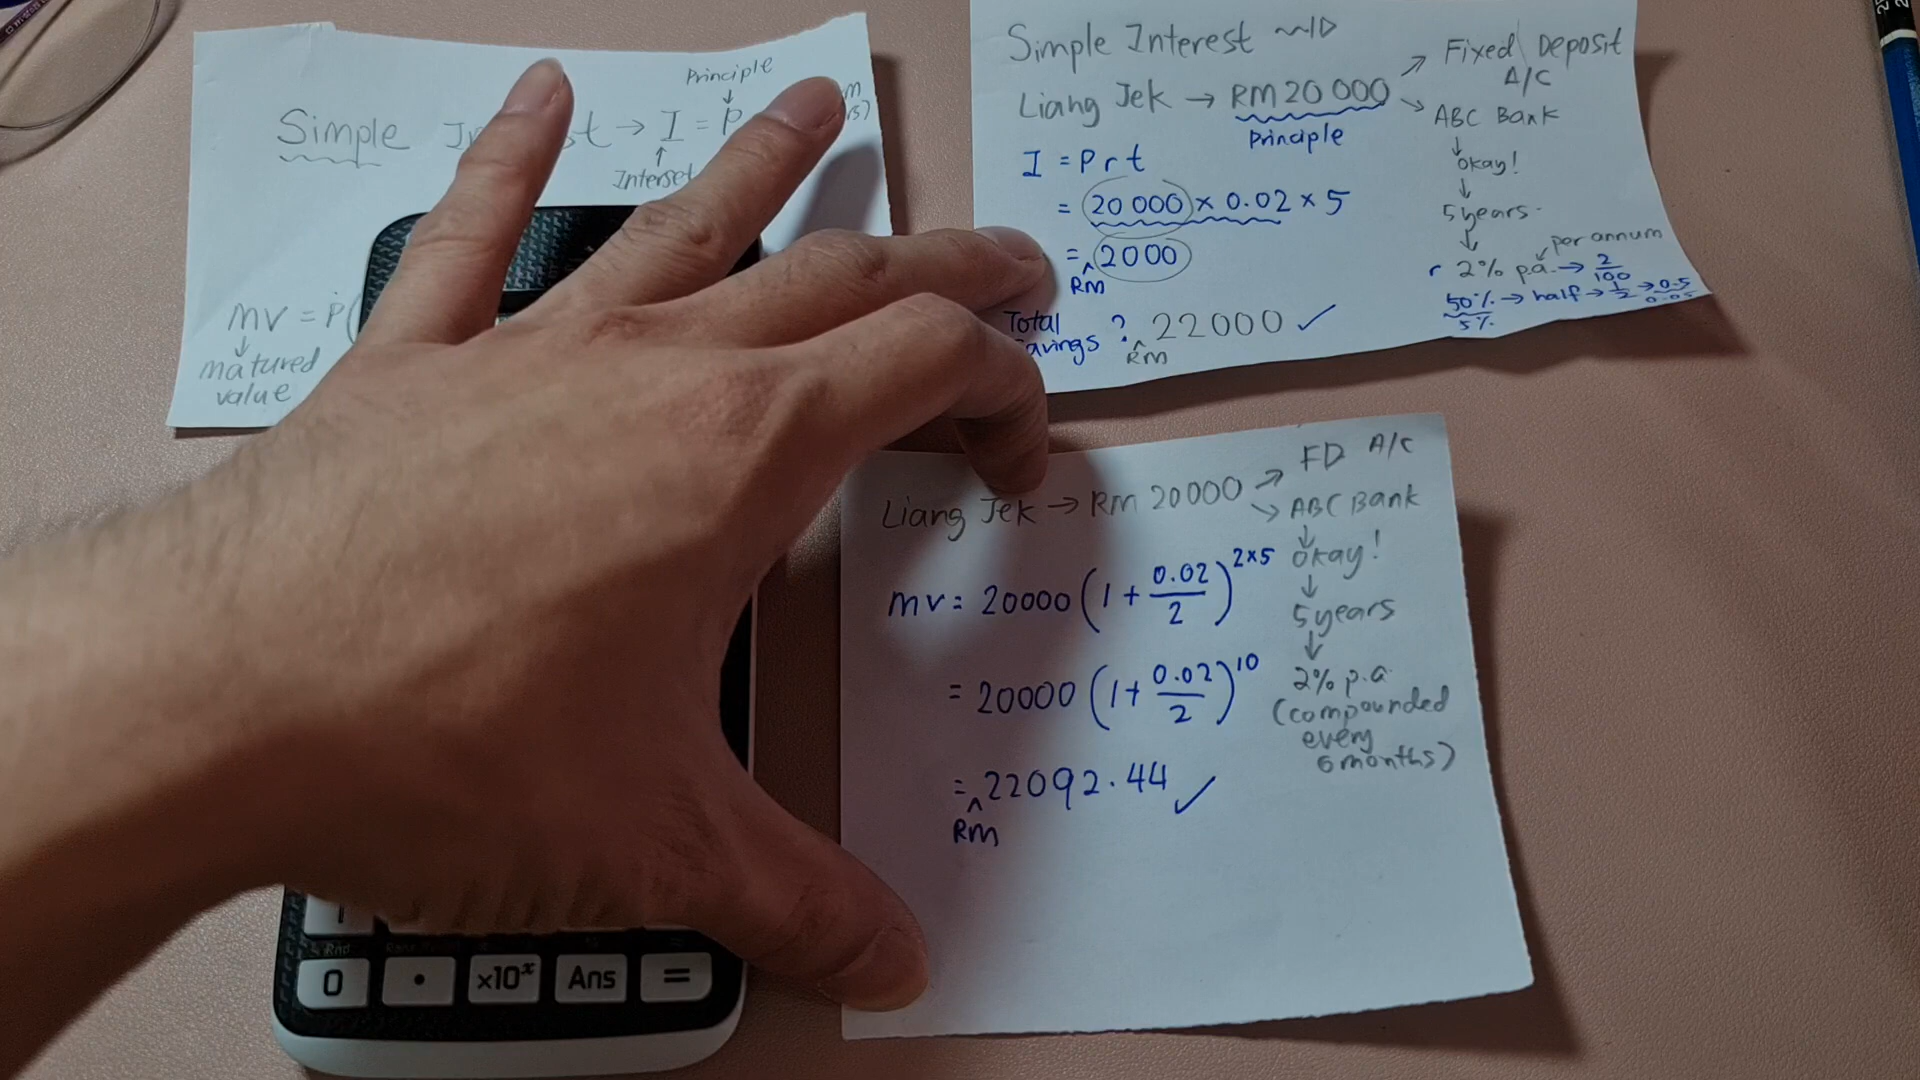 Principle
Simple → I = P
Interset
mv = P(
matured
value
Simple Interest
Liang Jek → RM 20 000
Fixed Deposit
A/C
ABC Bank
Principle
okay!
5 years
per annum
r 2% p.a. → 2/100
50% → half → 1/2 → 0.5
5%
I = Prt
= 20 000 × 0.02 × 5
= 2000
RM
Total ? 22000 ✓
RM
Liang Jek → RM 20000
FD A/C
ABC Bank
okay!
5 years
2% p.a.
(compounded
every
6 months)
mv = 20000 (1 + 0.02/2)^2×5
= 20000 (1 + 0.02/2)^10
= 22092.44 ✓
RM
0
•
×10^x
Ans
=